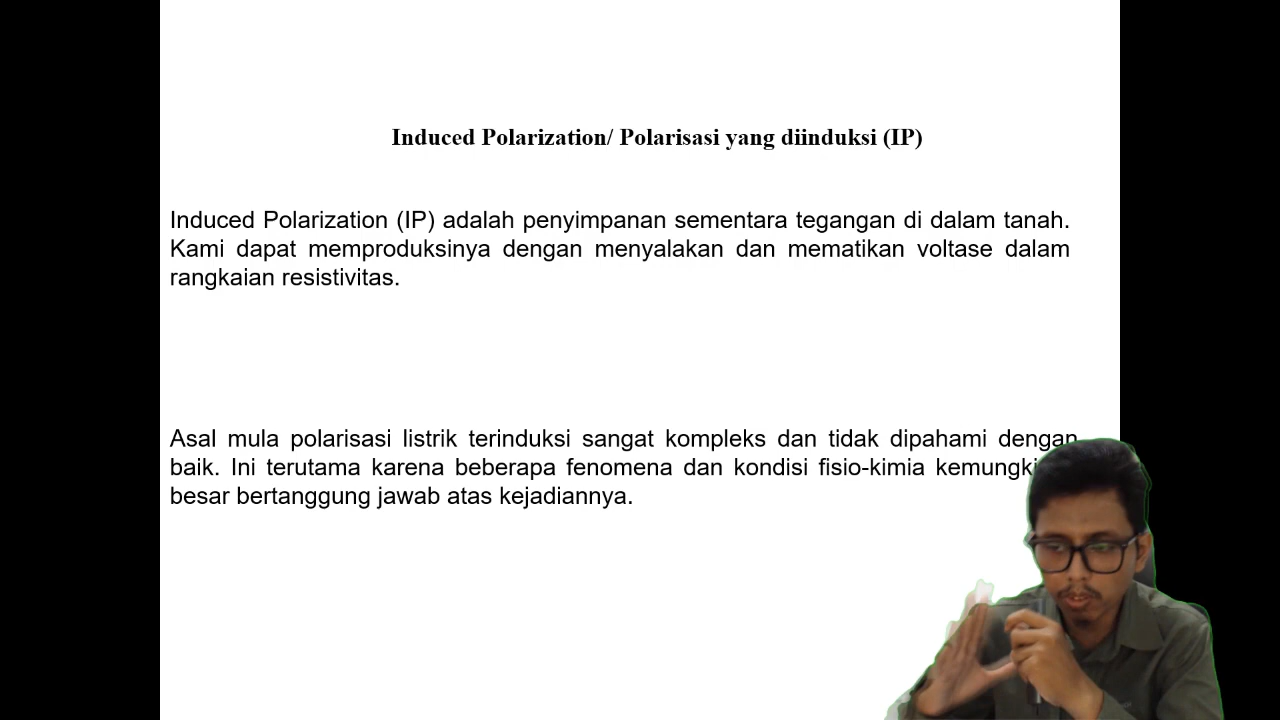 Induced Polarization/ Polarisasi yang diinduksi (IP)
Induced Polarization (IP) adalah penyimpanan sementara tegangan di dalam tanah.
Kami dapat memproduksinya dengan menyalakan dan mematikan voltase dalam
rangkaian resistivitas.
Asal mula polarisasi listrik terinduksi sangat kompleks dan tidak dipahami dengan
baik. Ini terutama karena beberapa fenomena dan kondisi fisio-kimia
besar bertanggung jawab atas kejadiannya.